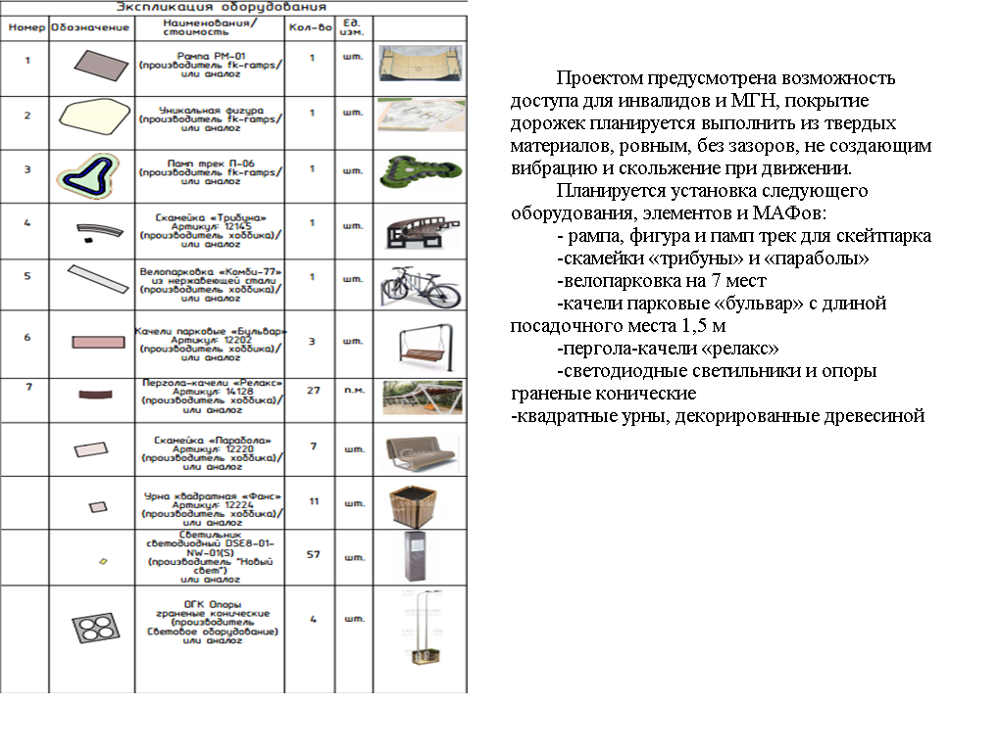 Экспликация оборудования
Номер Обозначение Наименования/ Кол-во Ед.
стоимость изм.
1 Рампа РМ-01 1 шт.
(производитель fk-ramps/
или аналог
2 Уникальная фигура 1 шт.
(производитель fk-ramps/
или аналог
3 Памп трек П-06 1 шт.
(производитель fk-ramps/
или аналог
4 Скамейка «Трибуна» 1 шт.
Артикул: 12145
(производитель хоббика)/
или аналог
5 Велопарковка «Комби-77» 1 шт.
из нержавеющей стали
(производитель хоббика)/
или аналог
6 Качели парковые «Бульвар» 3 шт.
Артикул: 12202
(производитель хоббика)/
или аналог
7 Пергола-качели «Релакс» 27 п.м.
Артикул: 14128
(производитель хоббика)/
или аналог
Скамейка «Парабола» 7 шт.
Артикул: 12220
(производитель хоббика)/
или аналог
Урна квадратная «Фанс» 11 шт.
Артикул: 12224
(производитель хоббика)/
или аналог
Светильник 57 шт.
светодиодный DSE8-01-
NW-01(S)
(производитель "Новый
свет")
или аналог
ОГК Опоры 4 шт.
граненые конические
(производитель
Световое оборудование)
или аналог
Проектом предусмотрена возможность
доступа для инвалидов и МГН, покрытие
дорожек планируется выполнить из твердых
материалов, ровным, без зазоров, не создающим
вибрацию и скольжение при движении.
Планируется установка следующего
оборудования, элементов и МАФов:
- рампа, фигура и памп трек для скейтпарка
-скамейки «трибуны» и «параболы»
-велопарковка на 7 мест
-качели парковые «бульвар» с длиной
посадочного места 1,5 м
-пергола-качели «релакс»
-светодиодные светильники и опоры
граненые конические
-квадратные урны, декорированные древесиной